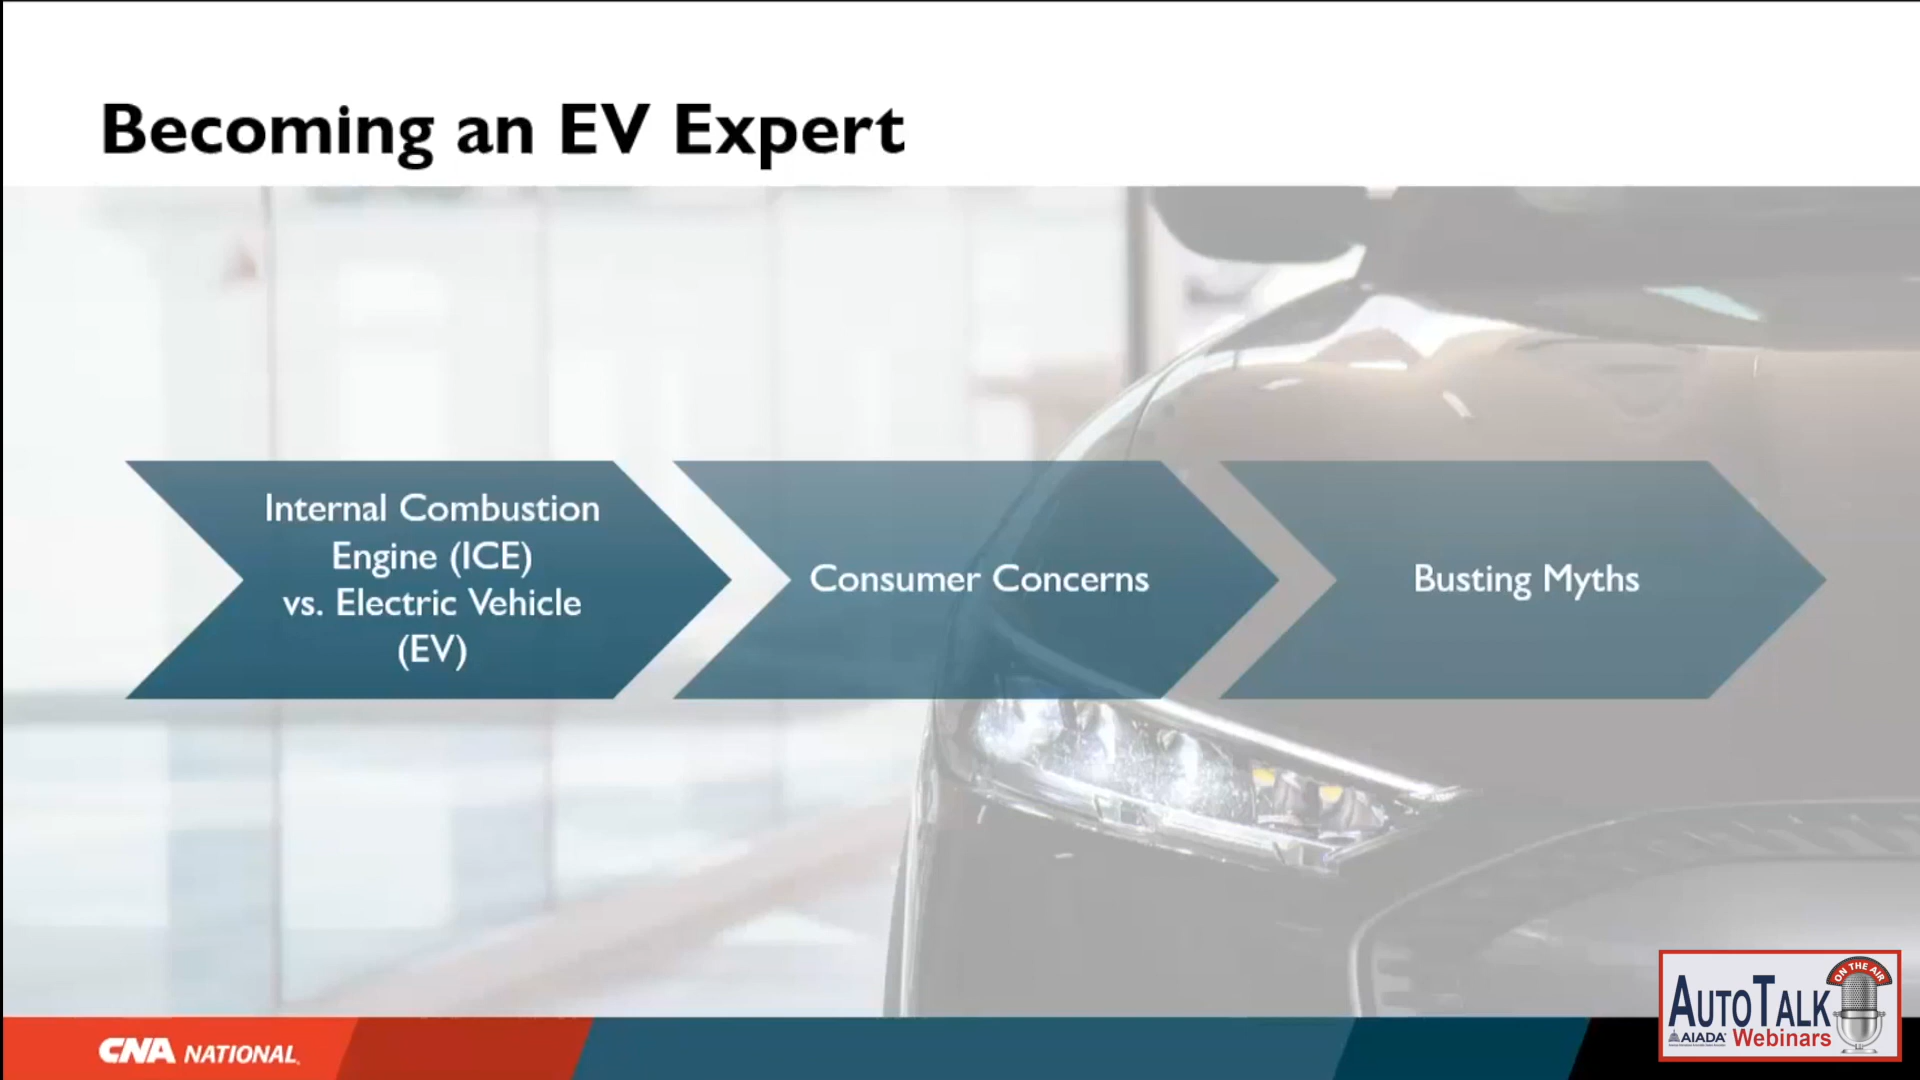 Becoming an EV Expert
Internal Combustion
Engine (ICE)
vs. Electric Vehicle
(EV)
Consumer Concerns
Busting Myths
CNA NATIONAL
ON THE AIR
AUTOTALK
AIADA Webinars